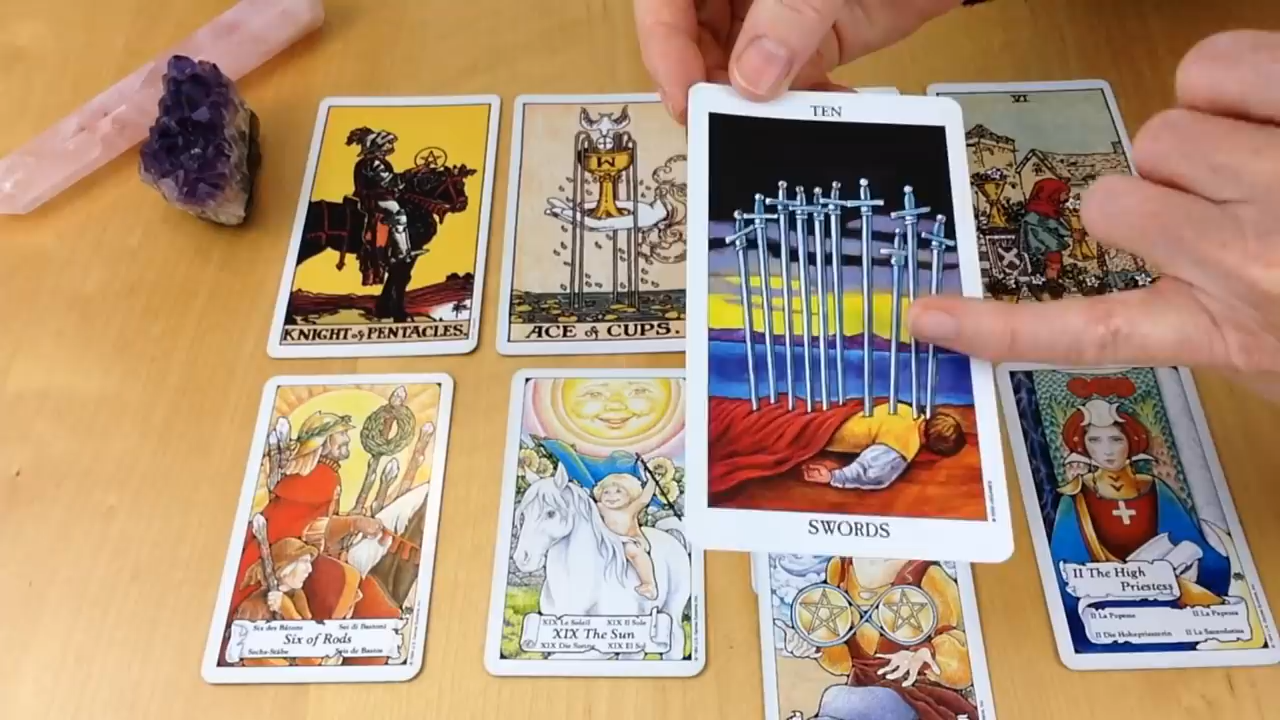 TEN
VI
KNIGHT of PENTACLES.
ACE of CUPS.
SWORDS
Six des Bâtons
Sei di Bastoni
Six of Rods
Sechs-Stäbe
Seis de Bastos
XIX Le Soleil
XIX Il Sole
XIX The Sun
XIX Die Sonne
XIX El Sol
II The High
Priestess
II La Papesse
II La Papessa
II Die Hohepriesterin
II La Sacerdotisa